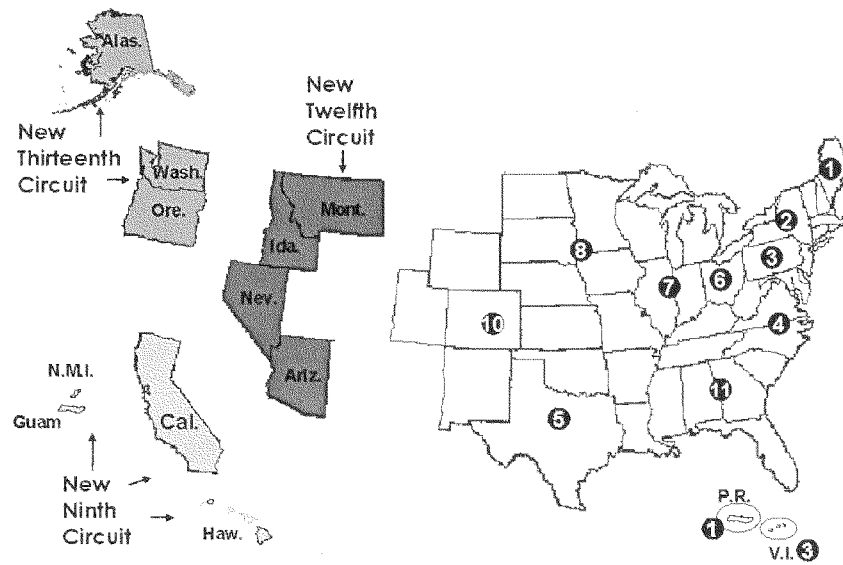 Alas.
New
Thirteenth
Circuit
Wash.
Ore.
New
Twelfth
Circuit
Mont.
Ida.
Nev.
Ariz.
N.M.I.
Guam
Cal.
New
Ninth
Circuit
Haw.
1
2
3
8
7
6
10
4
11
5
P.R.
1
V.I. 3